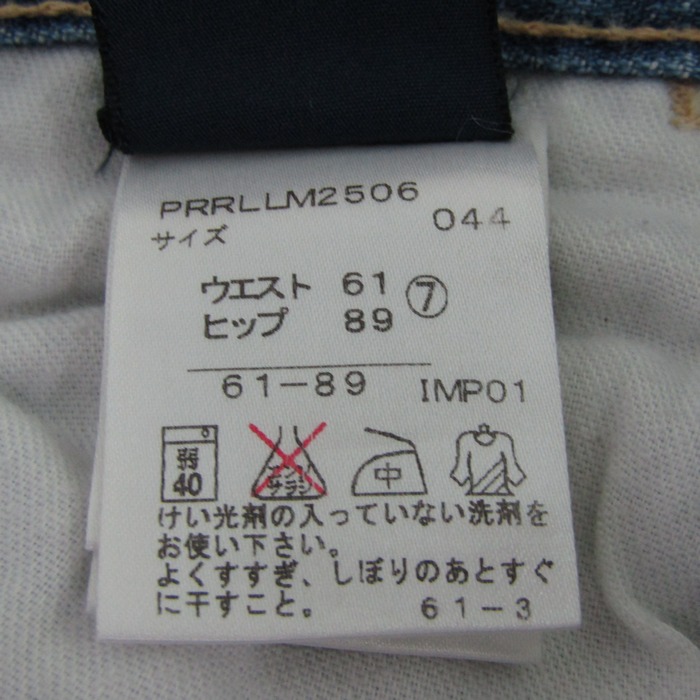 PRRLLM2506
044
サイズ
ウエスト 61 ⑦
ヒップ 89
61-89 IMP01
弱
40
エンソ
サラシ
中
けい光剤の入っていない洗剤を
お使い下さい。
よくすすぎ、しぼりのあとすぐ
に干すこと。 61-3